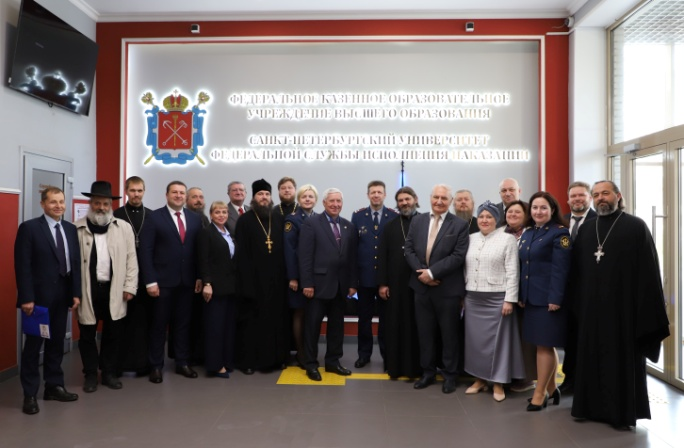 ФЕДЕРАЛЬНОЕ КАЗЕННОЕ ОБРАЗОВАТЕЛЬНОЕ
УЧРЕЖДЕНИЕ ВЫСШЕГО ОБРАЗОВАНИЯ
САНКТ-ПЕТЕРБУРГСКИЙ УНИВЕРСИТЕТ
ФЕДЕРАЛЬНОЙ СЛУЖБЫ ИСПОЛНЕНИЯ НАКАЗАНИЙ